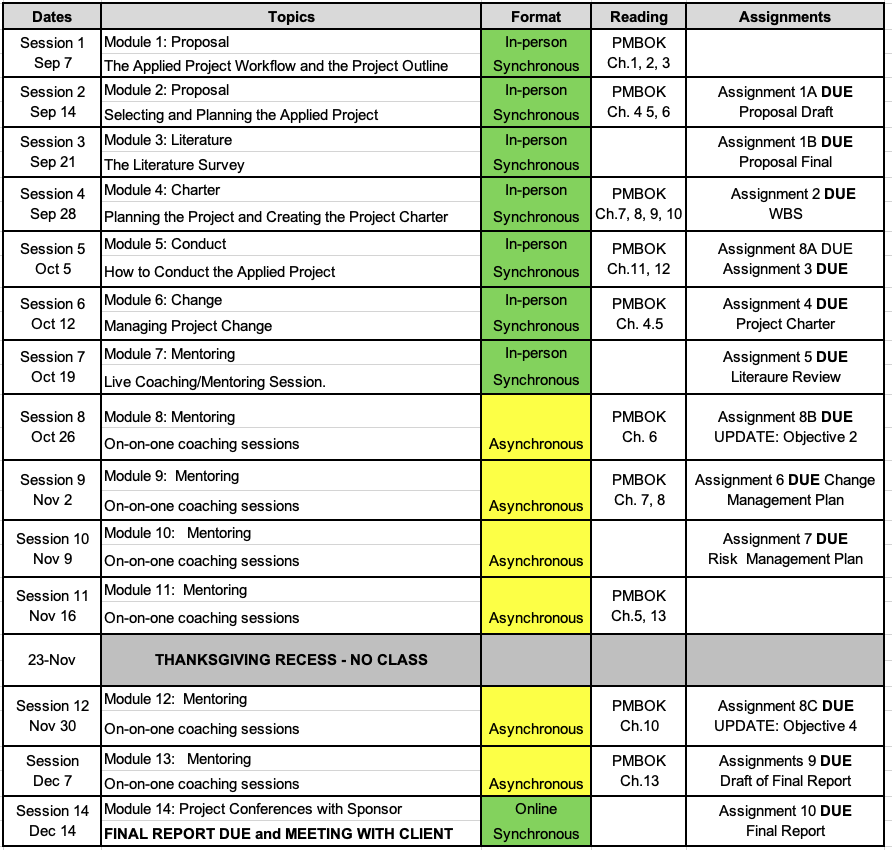 Dates Topics Format Reading Assignments
Session 1
Sep 7
Module 1: Proposal
The Applied Project Workflow and the Project Outline
In-person
Synchronous
PMBOK
Ch.1, 2, 3
Session 2
Sep 14
Module 2: Proposal
Selecting and Planning the Applied Project
In-person
Synchronous
PMBOK
Ch. 4 5, 6
Assignment 1A DUE
Proposal Draft
Session 3
Sep 21
Module 3: Literature
The Literature Survey
In-person
Synchronous
Assignment 1B DUE
Proposal Final
Session 4
Sep 28
Module 4: Charter
Planning the Project and Creating the Project Charter
In-person
Synchronous
PMBOK
Ch.7, 8, 9, 10
Assignment 2 DUE
WBS
Session 5
Oct 5
Module 5: Conduct
How to Conduct the Applied Project
In-person
Synchronous
PMBOK
Ch.11, 12
Assignment 8A DUE
Assignment 3 DUE
Session 6
Oct 12
Module 6: Change
Managing Project Change
In-person
Synchronous
PMBOK
Ch. 4.5
Assignment 4 DUE
Project Charter
Session 7
Oct 19
Module 7: Mentoring
Live Coaching/Mentoring Session.
In-person
Synchronous
Assignment 5 DUE
Literaure Review
Session 8
Oct 26
Module 8: Mentoring
On-on-one coaching sessions
Asynchronous
PMBOK
Ch. 6
Assignment 8B DUE
UPDATE: Objective 2
Session 9
Nov 2
Module 9: Mentoring
On-on-one coaching sessions
Asynchronous
PMBOK
Ch. 7, 8
Assignment 6 DUE Change
Management Plan
Session 10
Nov 9
Module 10: Mentoring
On-on-one coaching sessions
Asynchronous
Assignment 7 DUE
Risk Management Plan
Session 11
Nov 16
Module 11: Mentoring
On-on-one coaching sessions
Asynchronous
PMBOK
Ch.5, 13
23-Nov
THANKSGIVING RECESS - NO CLASS
Session 12
Nov 30
Module 12: Mentoring
On-on-one coaching sessions
Asynchronous
PMBOK
Ch.10
Assignment 8C DUE
UPDATE: Objective 4
Session
Dec 7
Module 13: Mentoring
On-on-one coaching sessions
Asynchronous
PMBOK
Ch.13
Assignments 9 DUE
Draft of Final Report
Session 14
Dec 14
Module 14: Project Conferences with Sponsor
FINAL REPORT DUE and MEETING WITH CLIENT
Online
Synchronous
Assignment 10 DUE
Final Report